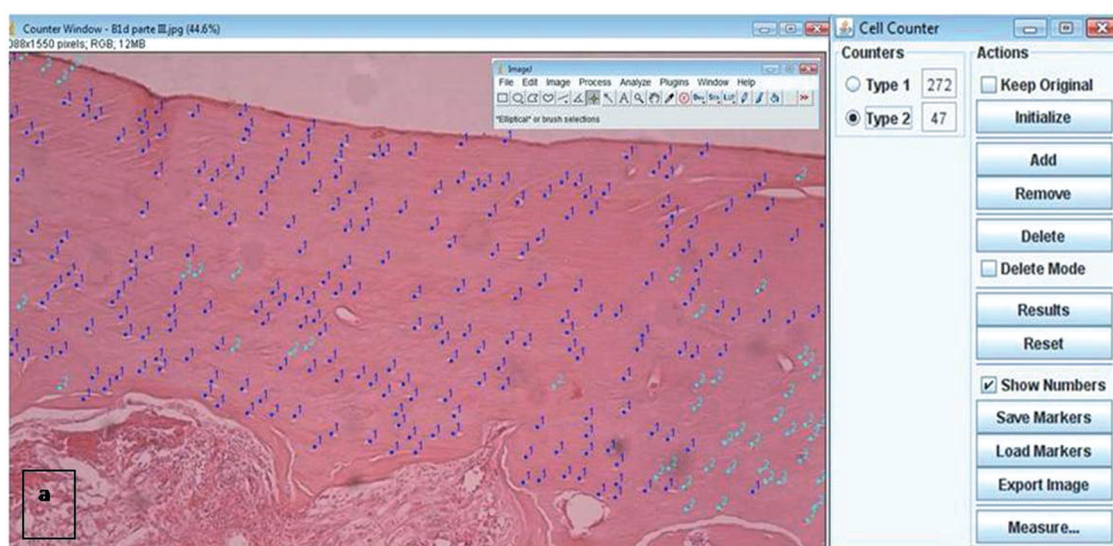 Counter Window - B1d parte III.jpg (44.6%)
088x1550 pixels; RGB; 12MB
ImageJ
File Edit Image Process Analyze Plugins Window Help
"Elliptical" or brush selections
a
Cell Counter
Counters
Type 1 272
Type 2 47
Actions
Keep Original
Initialize
Add
Remove
Delete
Delete Mode
Results
Reset
Show Numbers
Save Markers
Load Markers
Export Image
Measure...